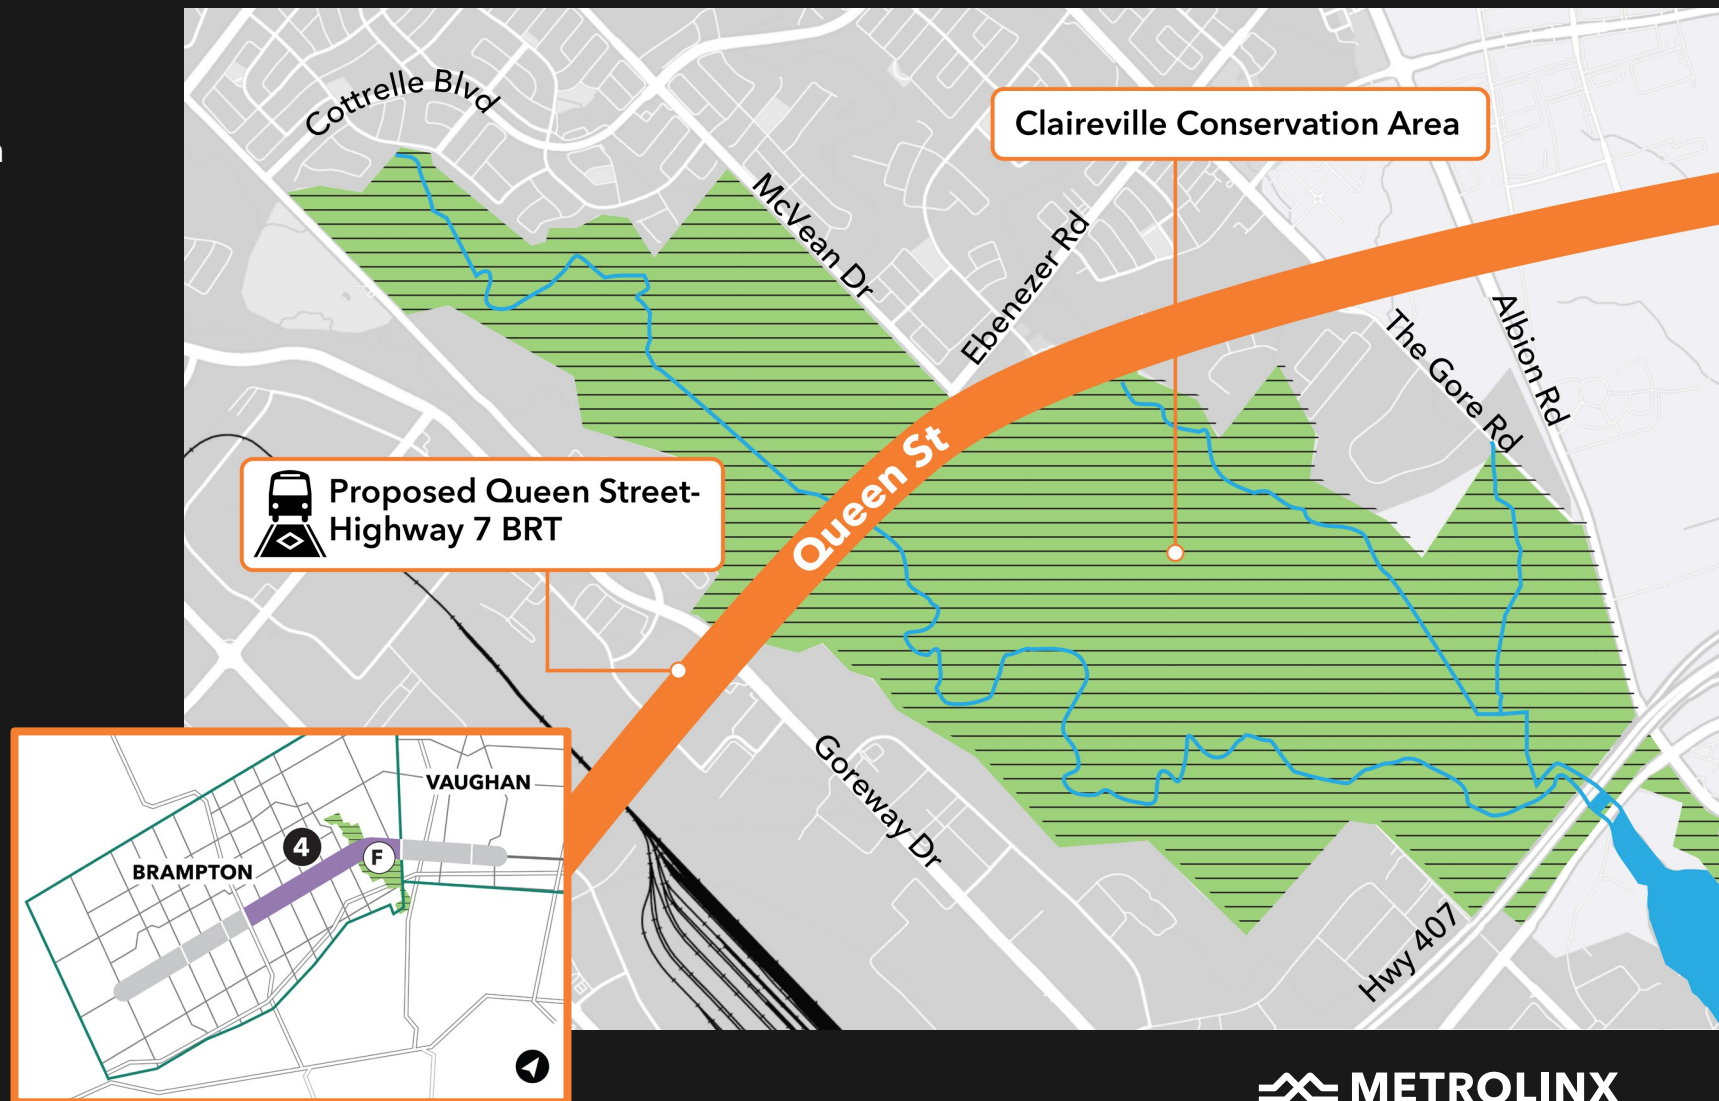 Cottrelle Blvd
Claireville Conservation Area
McVean Dr
Ebenezer Rd
The Gore Rd
Albion Rd
Queen St
Proposed Queen Street-
Highway 7 BRT
Goreway Dr
Hwy 407
VAUGHAN
4
F
BRAMPTON
METROLINX